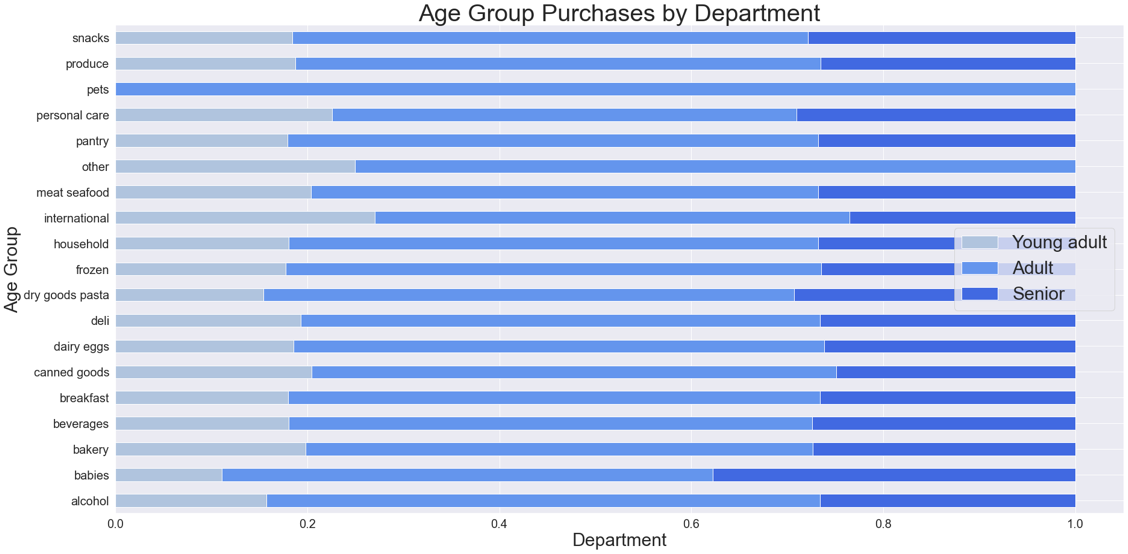 Age Group Purchases by Department
snacks
produce
pets
personal care
pantry
other
meat seafood
international
household
frozen
dry goods pasta
deli
dairy eggs
canned goods
breakfast
beverages
bakery
babies
alcohol
Age Group
Young adult
Adult
Senior
0.0 0.2 0.4 0.6 0.8 1.0
Department